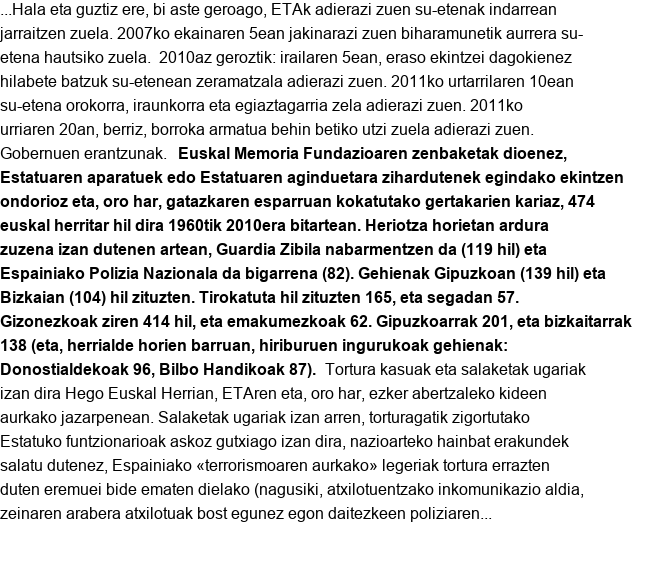 ...Hala eta guztiz ere, bi aste geroago, ETAk adierazi zuen su-etenak indarrean
jarraitzen zuela. 2007ko ekainaren 5ean jakinarazi zuen biharamunetik aurrera su-
etena hautsiko zuela.  2010az geroztik: irailaren 5ean, eraso ekintzei dagokienez
hilabete batzuk su-etenean zeramatzala adierazi zuen. 2011ko urtarrilaren 10ean
su-etena orokorra, iraunkorra eta egiaztagarria zela adierazi zuen. 2011ko
urriaren 20an, berriz, borroka armatua behin betiko utzi zuela adierazi zuen.
Gobernuen erantzunak.  Euskal Memoria Fundazioaren zenbaketak dioenez,
Estatuaren aparatuek edo Estatuaren aginduetara zihardutenek egindako ekintzen
ondorioz eta, oro har, gatazkaren esparruan kokatutako gertakarien kariaz, 474
euskal herritar hil dira 1960tik 2010era bitartean. Heriotza horietan ardura
zuzena izan dutenen artean, Guardia Zibila nabarmentzen da (119 hil) eta
Espainiako Polizia Nazionala da bigarrena (82). Gehienak Gipuzkoan (139 hil) eta
Bizkaian (104) hil zituzten. Tirokatuta hil zituzten 165, eta segadan 57.
Gizonezkoak ziren 414 hil, eta emakumezkoak 62. Gipuzkoarrak 201, eta bizkaitarrak
138 (eta, herrialde horien barruan, hiriburuen ingurukoak gehienak:
Donostialdekoak 96, Bilbo Handikoak 87).  Tortura kasuak eta salaketak ugariak
izan dira Hego Euskal Herrian, ETAren eta, oro har, ezker abertzaleko kideen
aurkako jazarpenean. Salaketak ugariak izan arren, torturagatik zigortutako
Estatuko funtzionarioak askoz gutxiago izan dira, nazioarteko hainbat erakundek
salatu dutenez, Espainiako «terrorismoaren aurkako» legeriak tortura errazten
duten eremuei bide ematen dielako (nagusiki, atxilotuentzako inkomunikazio aldia,
zeinaren arabera atxilotuak bost egunez egon daitezkeen poliziaren...